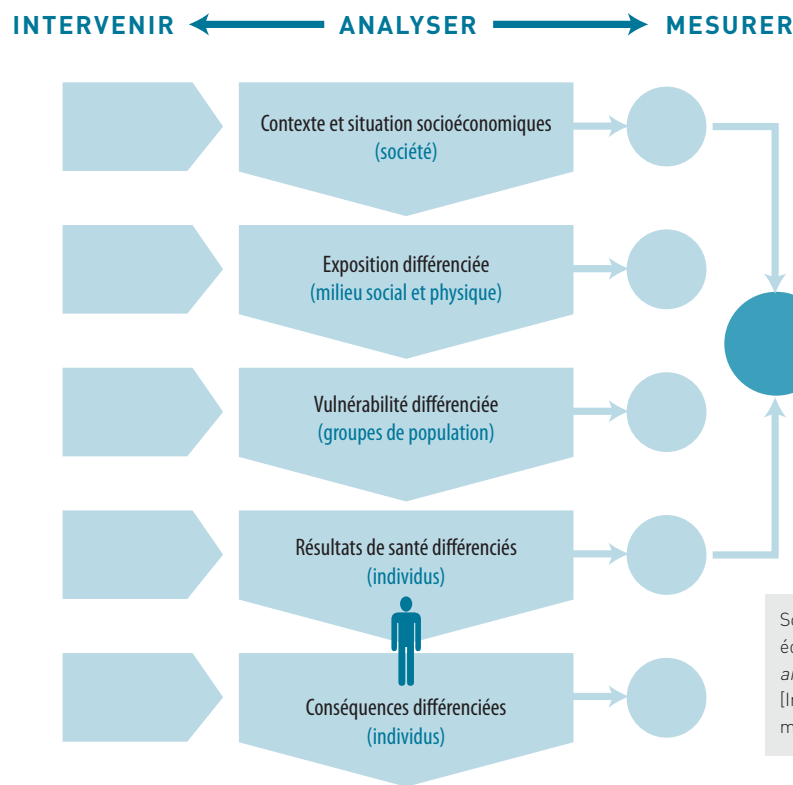 INTERVENIR ANALYSER MESURER
Contexte et situation socioéconomiques
(société)
Exposition différenciée
(milieu social et physique)
Vulnérabilité différenciée
(groupes de population)
Résultats de santé différenciés
(individus)
Conséquences différenciées
(individus)
[In